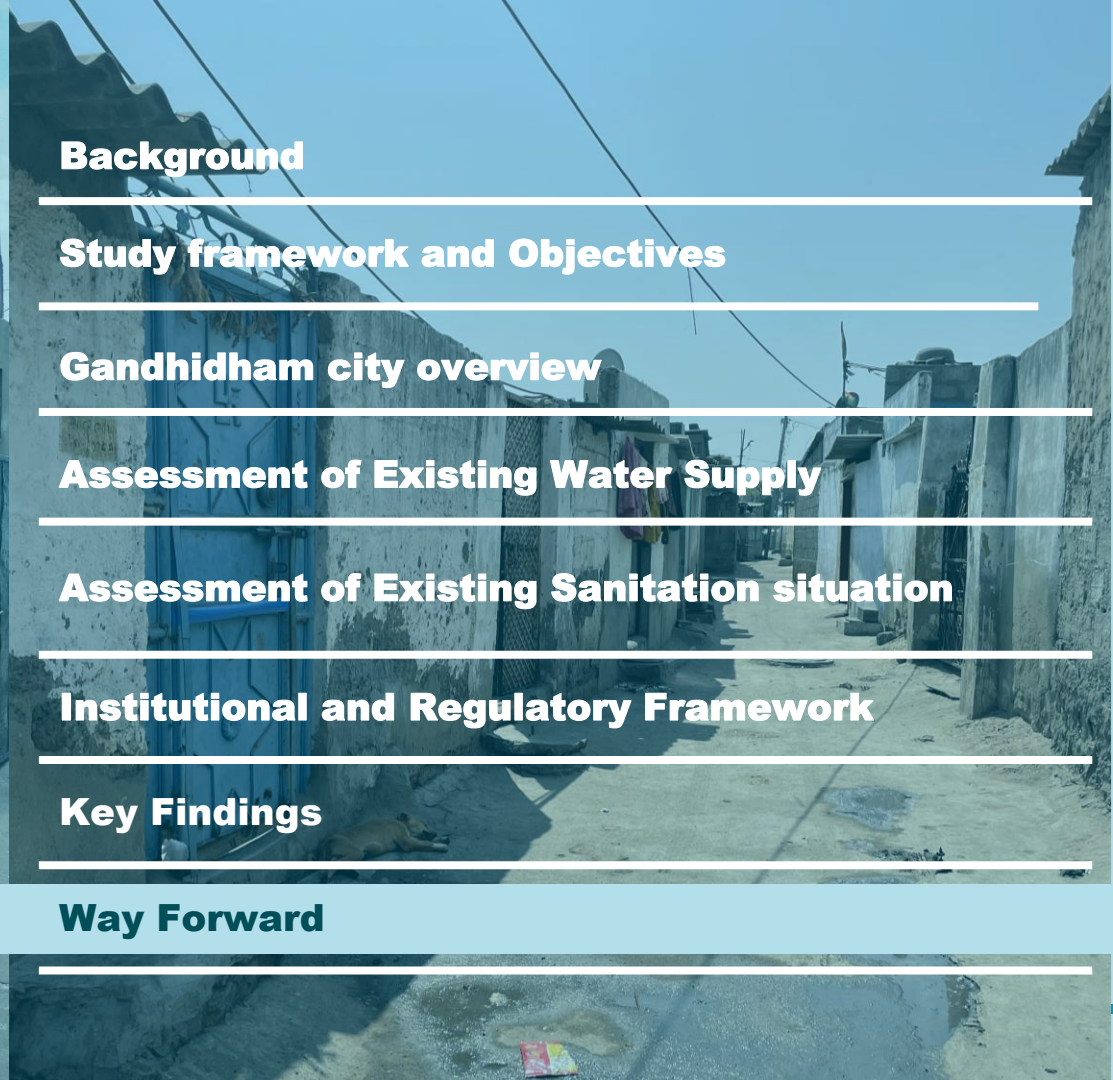 Background
Study framework and Objectives
Gandhidham city overview
Assessment of Existing Water Supply
Assessment of Existing Sanitation situation
Institutional and Regulatory Framework
Key Findings
Way Forward